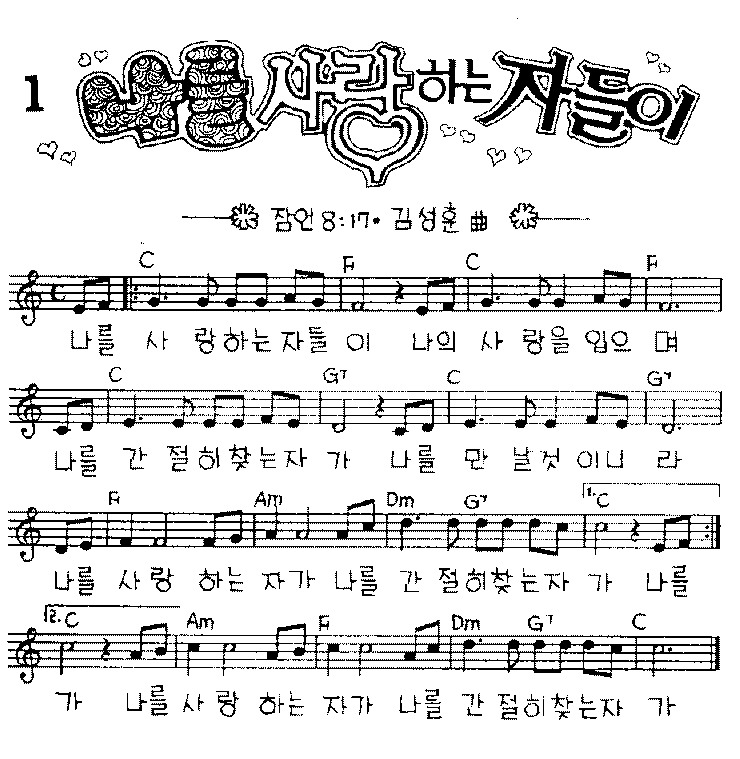 1 나를 사랑하는 자들이
잠언 8:17 · 김성훈 曲
C F C F
나를 사 랑하는자들 이 나의 사 랑을 입으 며
C G7 C G7
나를 간 절히찾는자 가 나를 만 날것 이니 라
F Am Dm G7 1. C
나를 사랑 하는 자가 나를 간 절히찾는자 가 나를
2. C Am F Dm G7 C
가 나를 사랑 하는 자가 나를 간 절히찾는자 가